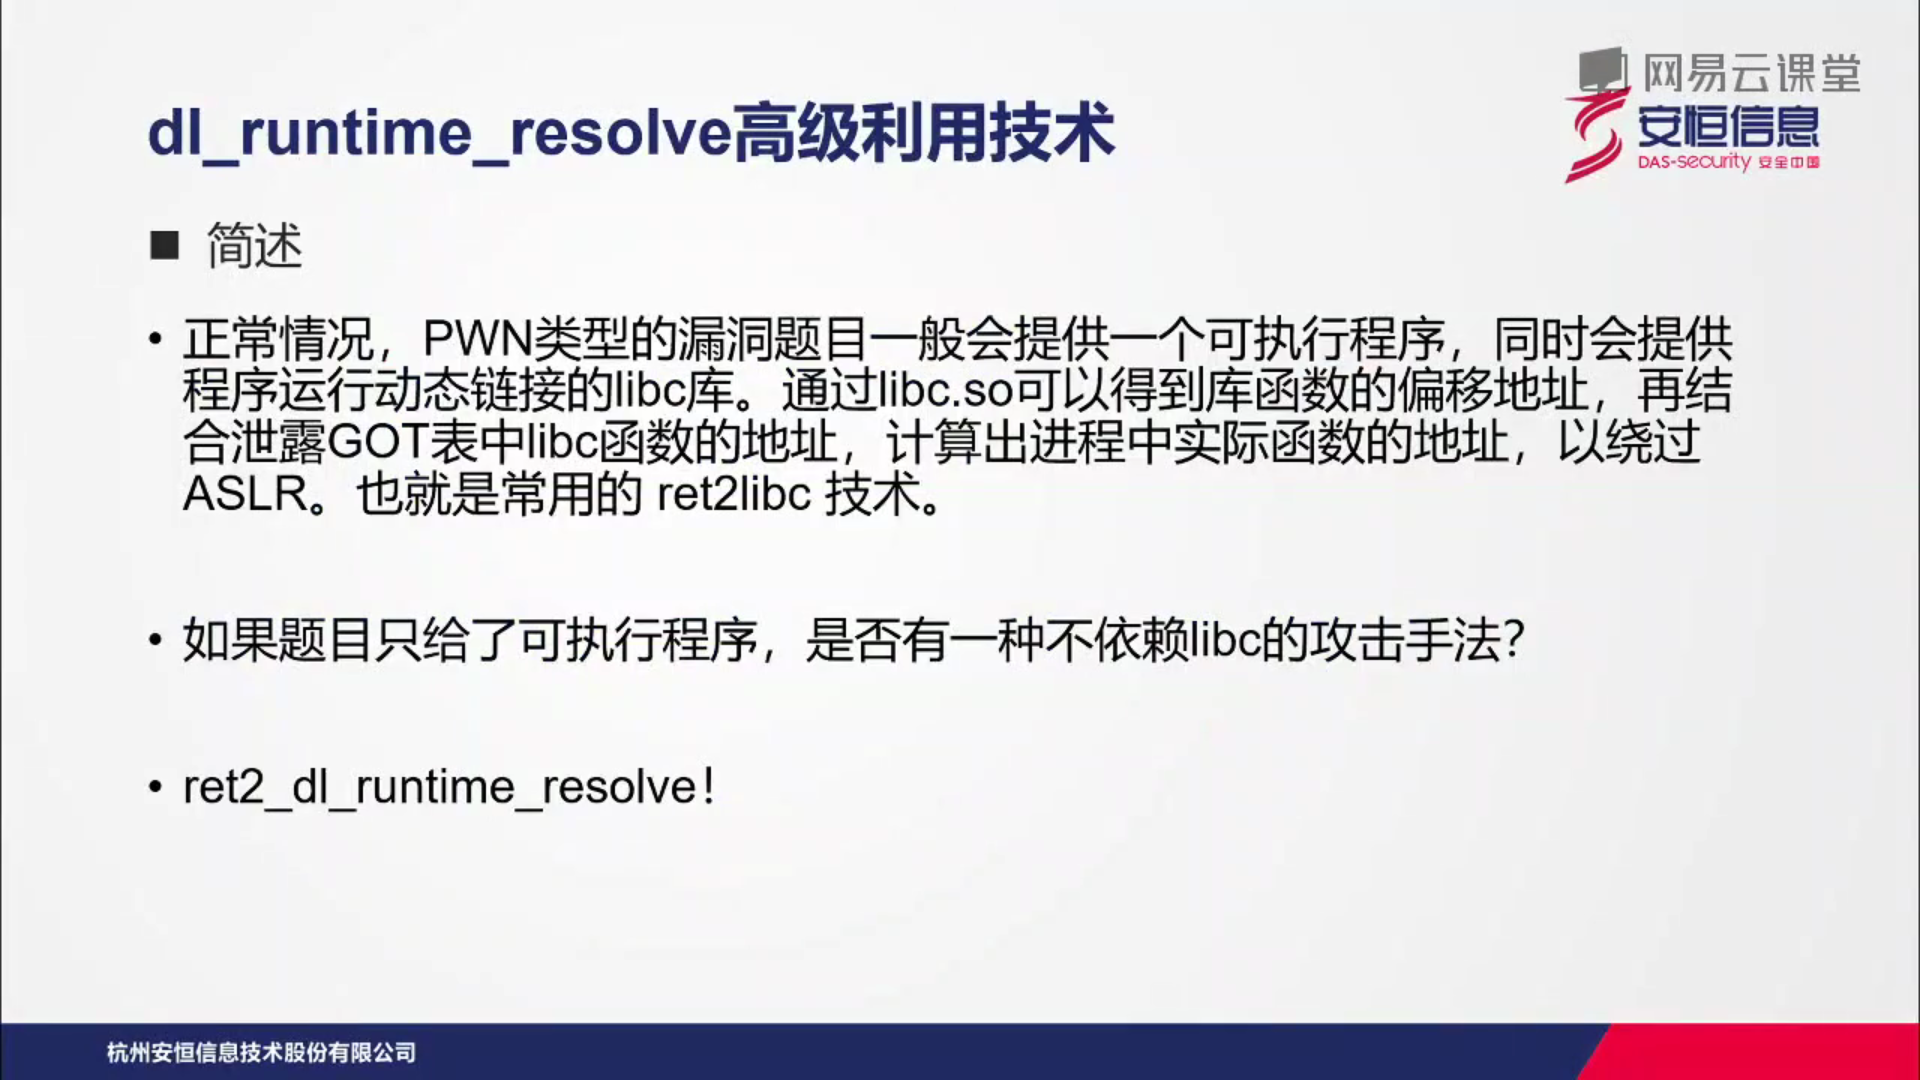 网易云课堂
安恒信息
DAS-security 安全中国
dl_runtime_resolve高级利用技术
■ 简述
• 正常情况，PWN类型的漏洞题目一般会提供一个可执行程序，同时会提供
程序运行动态链接的libc库。通过libc.so可以得到库函数的偏移地址，再结
合泄露GOT表中libc函数的地址，计算出进程中实际函数的地址，以绕过
ASLR。也就是常用的 ret2libc 技术。
• 如果题目只给了可执行程序，是否有一种不依赖libc的攻击手法？
• ret2_dl_runtime_resolve！
杭州安恒信息技术股份有限公司